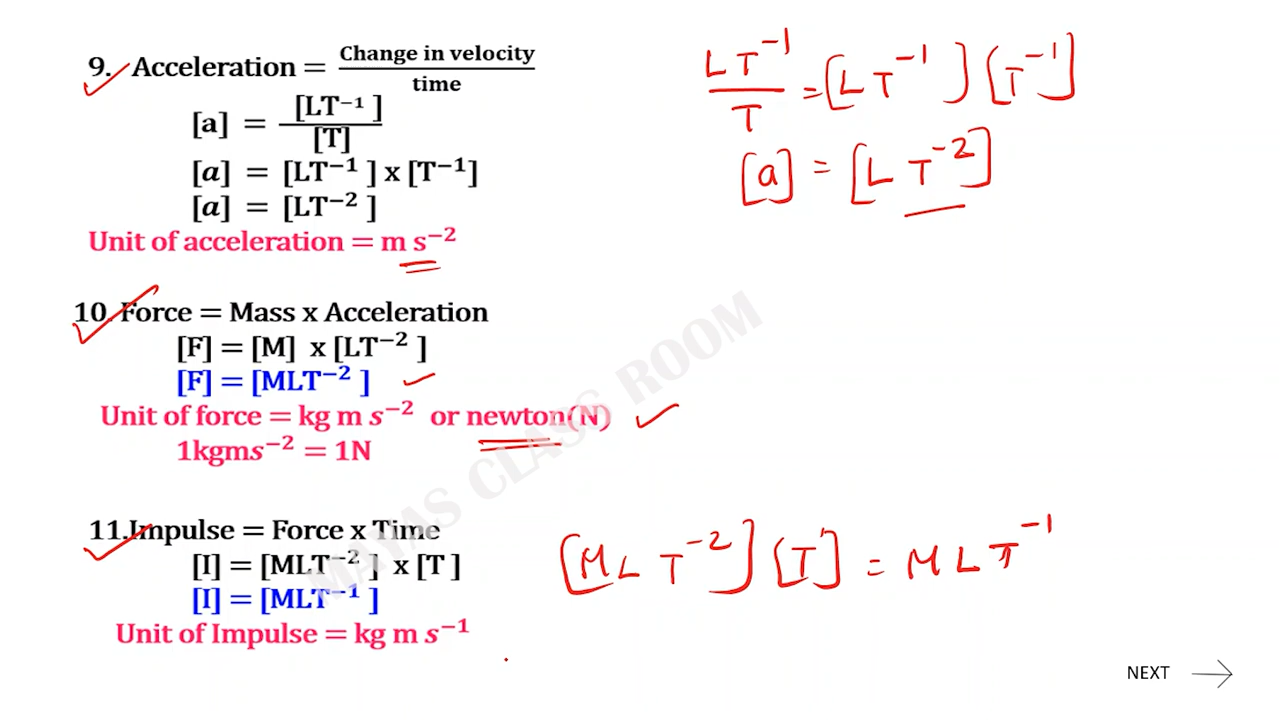 9. Acceleration = Change in velocity / time
[a] = [LT⁻¹] / [T]
[a] = [LT⁻¹] x [T⁻¹]
[a] = [LT⁻²]
Unit of acceleration = m s⁻²
LT⁻¹ / T = [LT⁻¹] [T⁻¹]
[a] = [LT⁻²]
10. Force = Mass x Acceleration
[F] = [M] x [LT⁻²]
[F] = [MLT⁻²]
Unit of force = kg m s⁻² or newton(N)
1kgms⁻² = 1N
11.Impulse = Force x Time
[I] = [MLT⁻²] x [T]
[I] = [MLT⁻¹]
Unit of Impulse = kg m s⁻¹
[MLT⁻²] [T] = MLT⁻¹
MAYAS CLASS ROOM
NEXT